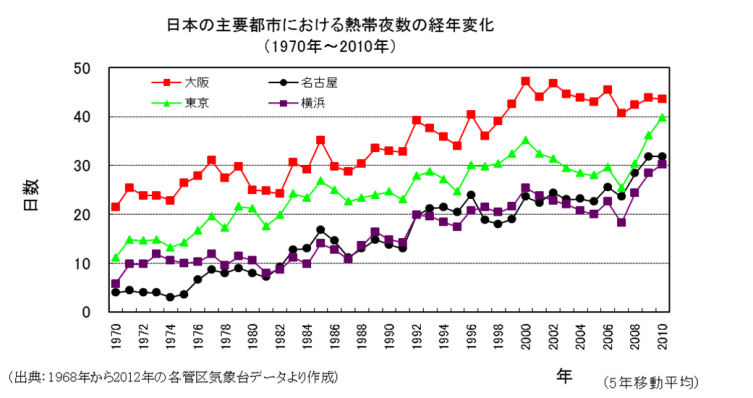 日本の主要都市における熱帯夜数の経年変化
（1970年～2010年）
大阪 名古屋
東京 横浜
日数
50
40
30
20
10
0
1970 1972 1974 1976 1978 1980 1982 1984 1986 1988 1990 1992 1994 1996 1998 2000 2002 2004 2006 2008 2010
年
（出典：1968年から2012年の各管区気象台データより作成）
（5年移動平均）